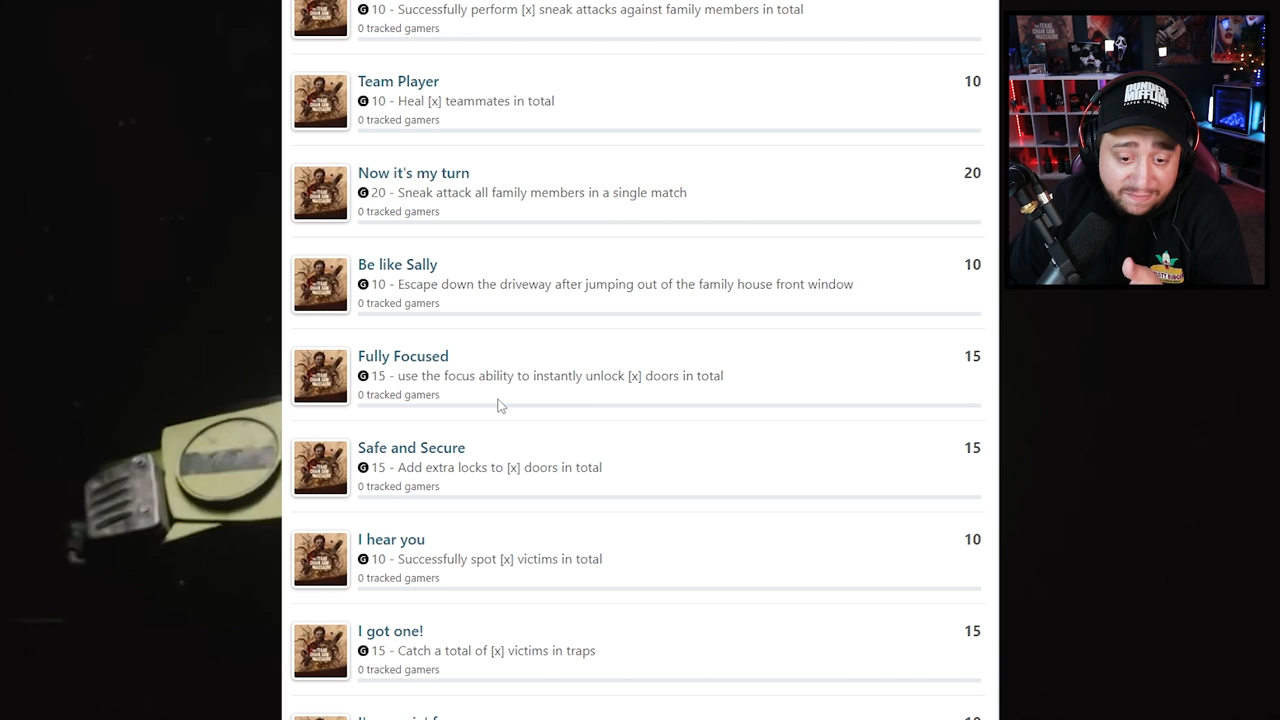 G 10 - Successfully perform [x] sneak attacks against family members in total
0 tracked gamers
Team Player 10
G 10 - Heal [x] teammates in total
0 tracked gamers
Now it's my turn 20
G 20 - Sneak attack all family members in a single match
0 tracked gamers
Be like Sally 10
G 10 - Escape down the driveway after jumping out of the family house front window
0 tracked gamers
Fully Focused 15
G 15 - use the focus ability to instantly unlock [x] doors in total
0 tracked gamers
Safe and Secure 15
G 15 - Add extra locks to [x] doors in total
0 tracked gamers
I hear you 10
G 10 - Successfully spot [x] victims in total
0 tracked gamers
I got one! 15
G 15 - Catch a total of [x] victims in traps
0 tracked gamers
DUNDER
MIFFLIN
PAPER COMPANY